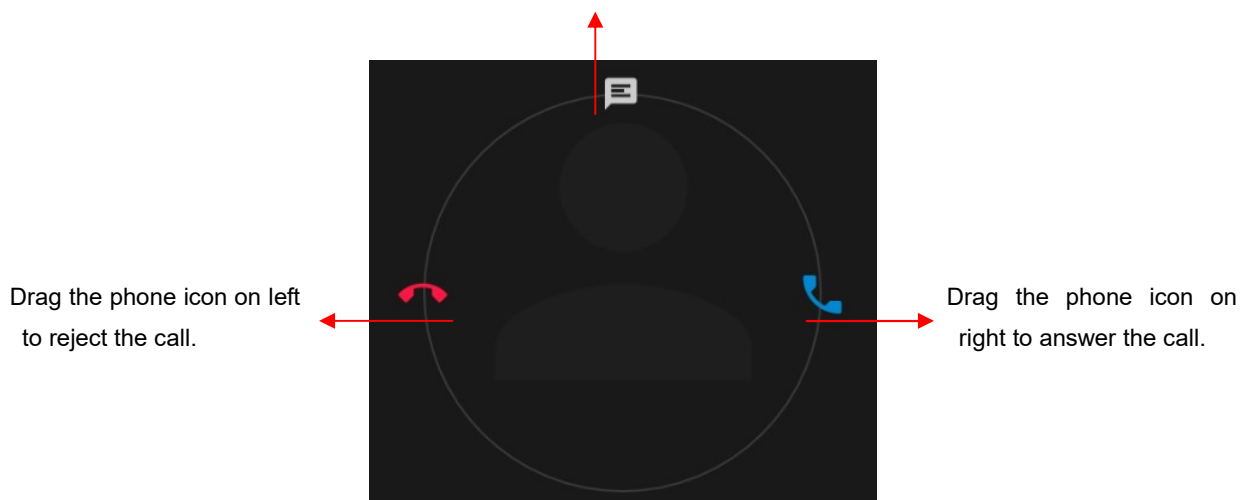 Drag the phone icon on left
to reject the call.
Drag the phone icon on
right to answer the call.